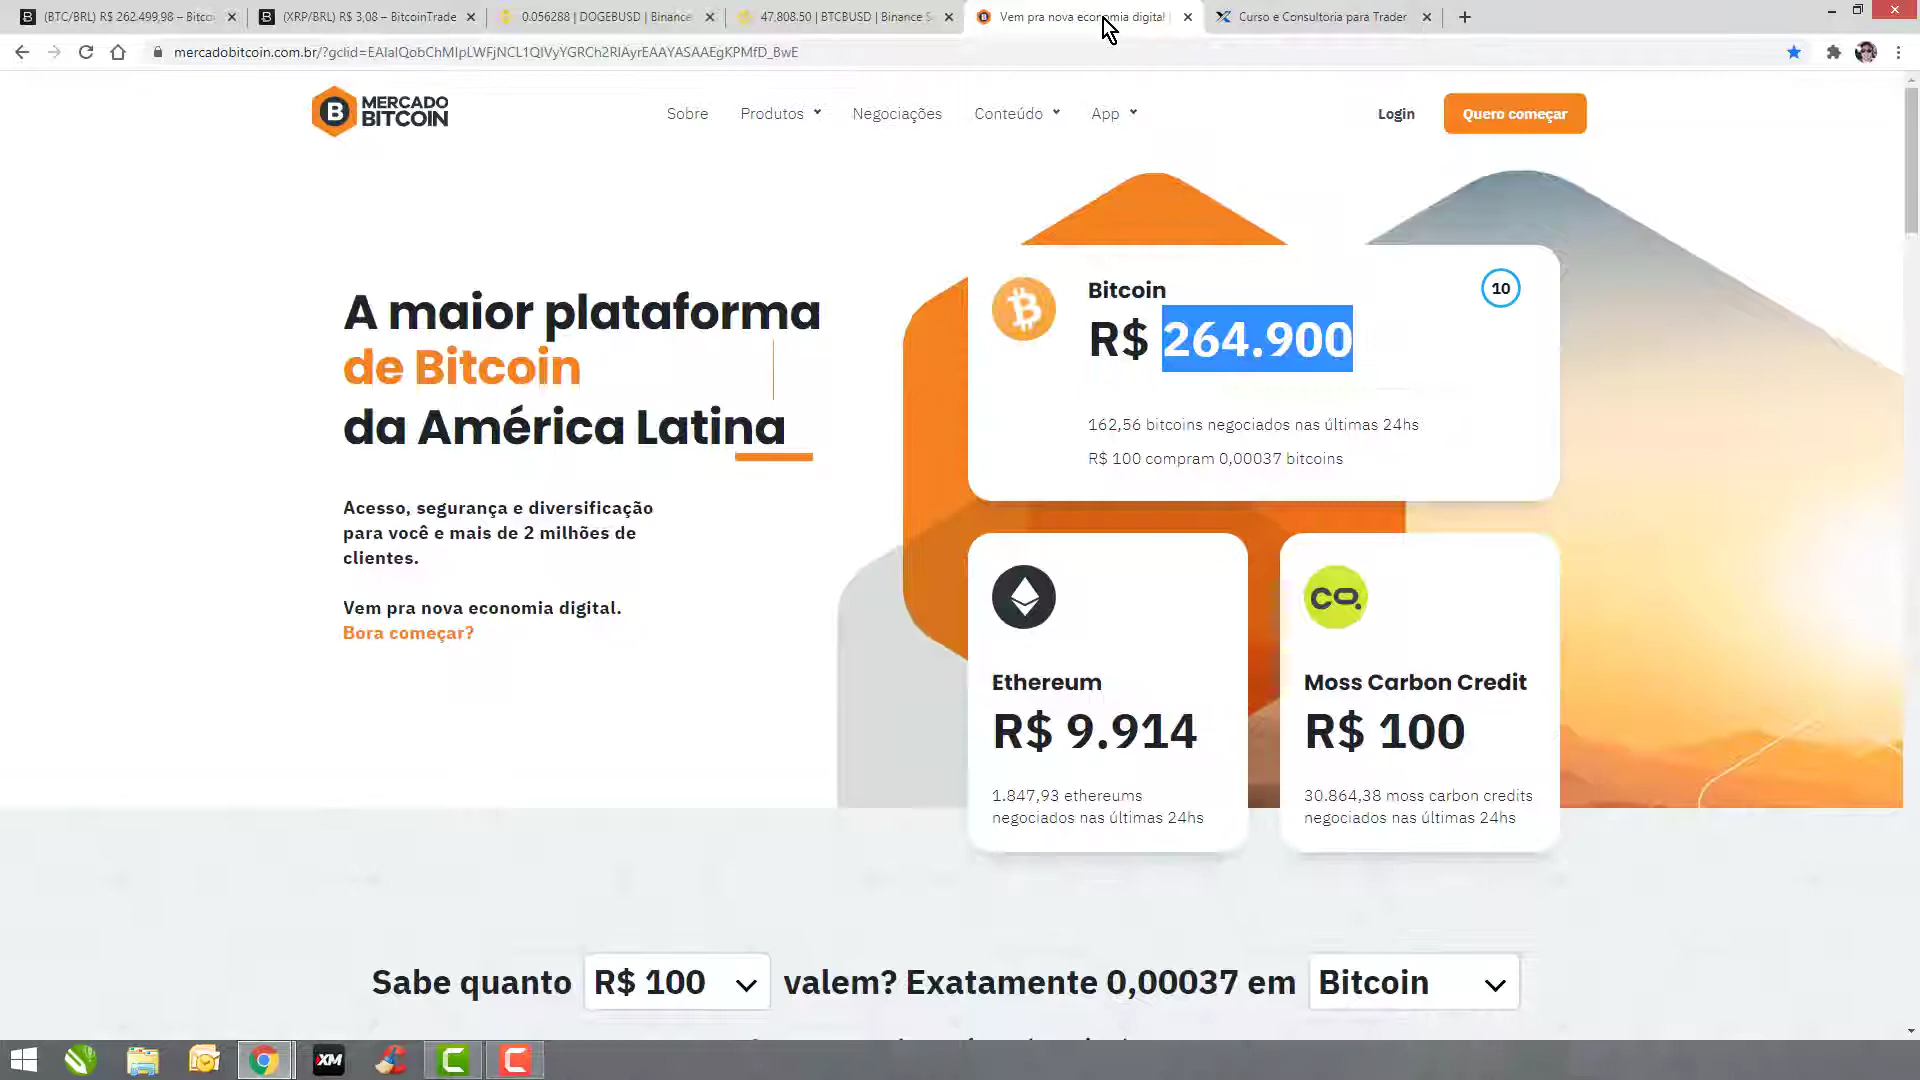 (BTC/BRL) R$ 262.499,98 – Bitco
(XRP/BRL) R$ 3,08 – BitcoinTrade
0.056288 | DOGEBUSD | Binance
47.808.50 | BTCBUSD | Binance S
Vem pra nova economia digital |
Curso e Consultoria para Trader
mercadobitcoin.com.br/?gclid=EAIaIQobChMIpLWFjNCL1QIVyYGRCh2RIAyrEAAYASAAEgKPMfD_BwE
MERCADO
BITCOIN
Sobre
Produtos
Negociações
Conteúdo
App
Login
Quero começar
A maior plataforma
de Bitcoin
da América Latina
Acesso, segurança e diversificação
para você e mais de 2 milhões de
clientes.
Vem pra nova economia digital.
Bora começar?
Bitcoin
R$ 264.900
10
162,56 bitcoins negociados nas últimas 24hs
R$ 100 compram 0,00037 bitcoins
Ethereum
R$ 9.914
1.847,93 ethereums
negociados nas últimas 24hs
CO.
Moss Carbon Credit
R$ 100
30.864,38 moss carbon credits
negociados nas últimas 24hs
Sabe quanto R$ 100 valem? Exatamente 0,00037 em Bitcoin
XM